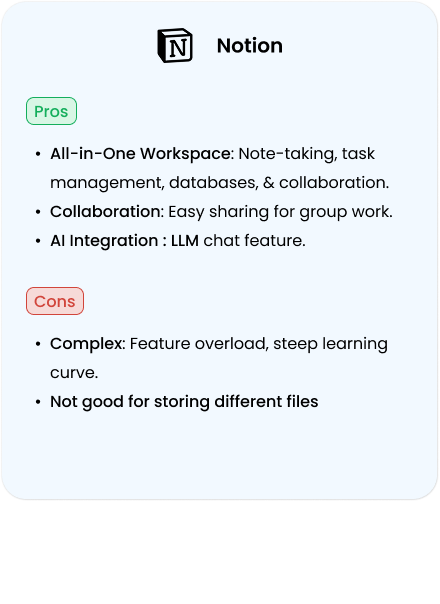 N Notion
Pros
• All-in-One Workspace: Note-taking, task
management, databases, & collaboration.
• Collaboration: Easy sharing for group work.
• AI Integration : LLM chat feature.
Cons
• Complex: Feature overload, steep learning
curve.
• Not good for storing different files